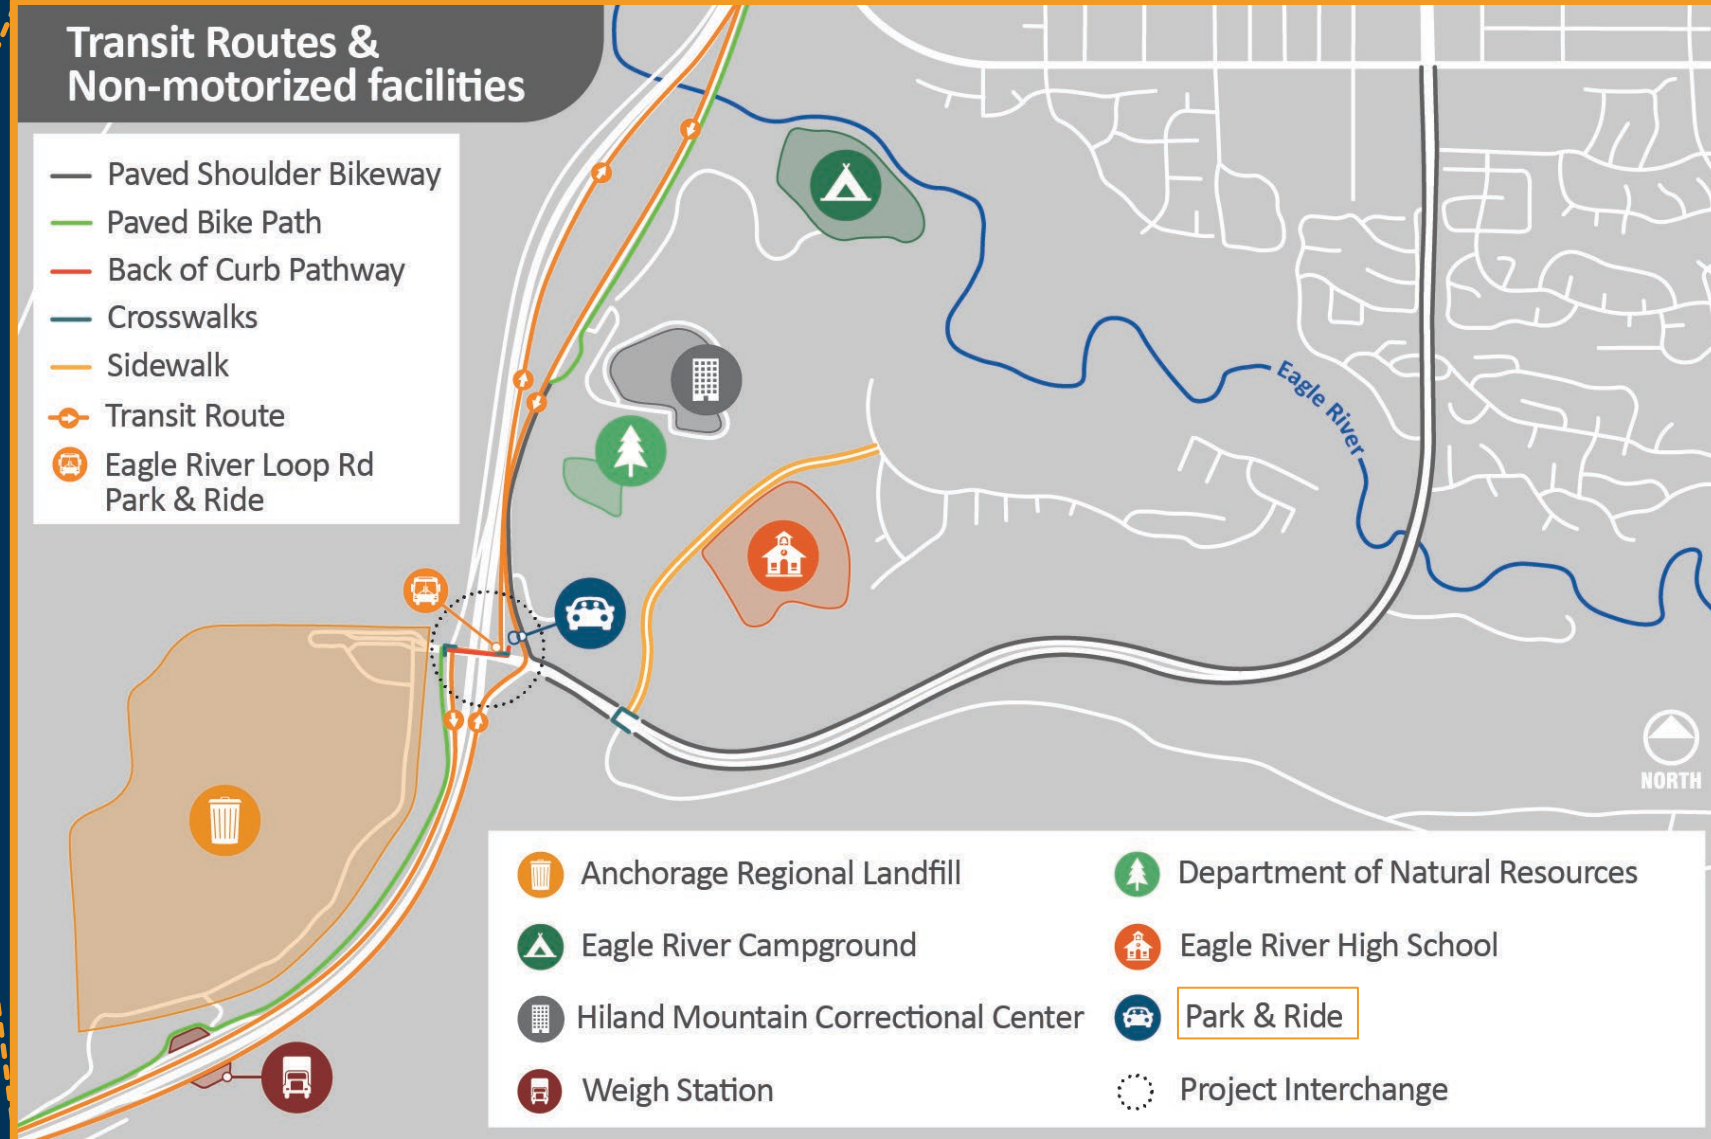 Transit Routes &
Non-motorized facilities
Paved Shoulder Bikeway
Paved Bike Path
Back of Curb Pathway
Crosswalks
Sidewalk
Transit Route
Eagle River Loop Rd
Park & Ride
Eagle River
NORTH
Anchorage Regional Landfill
Eagle River Campground
Hiland Mountain Correctional Center
Weigh Station
Department of Natural Resources
Eagle River High School
Park & Ride
Project Interchange